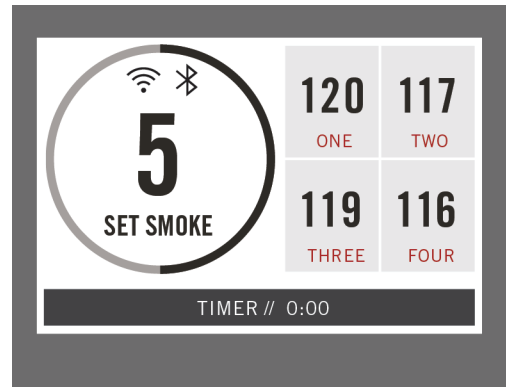 5
SET SMOKE
120
ONE
117
TWO
119
THREE
116
FOUR
TIMER // 0:00